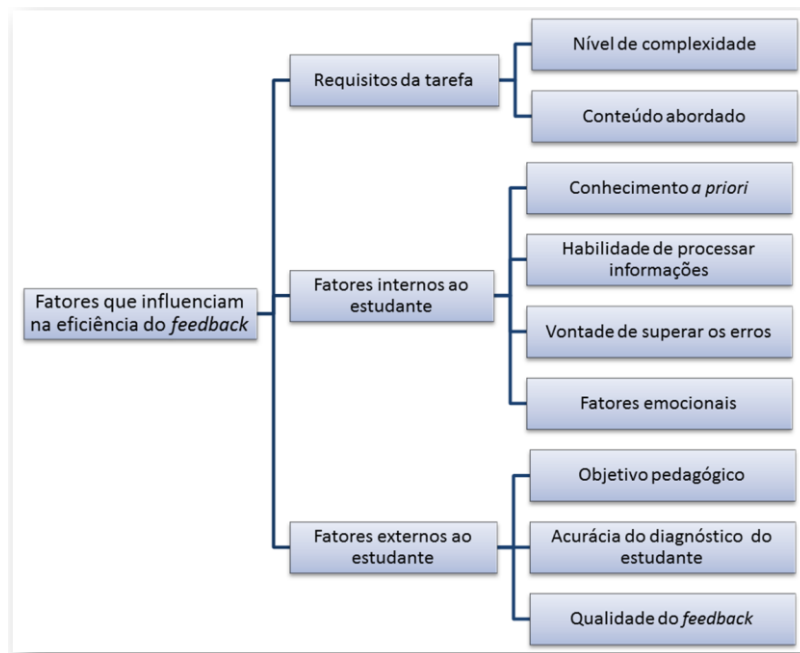 Fatores que influenciam
na eficiência do feedback
Requisitos da tarefa
Nível de complexidade
Conteúdo abordado
Fatores internos ao
estudante
Conhecimento a priori
Habilidade de processar
informações
Vontade de superar os erros
Fatores emocionais
Fatores externos ao
estudante
Objetivo pedagógico
Acurácia do diagnóstico do
estudante
Qualidade do feedback